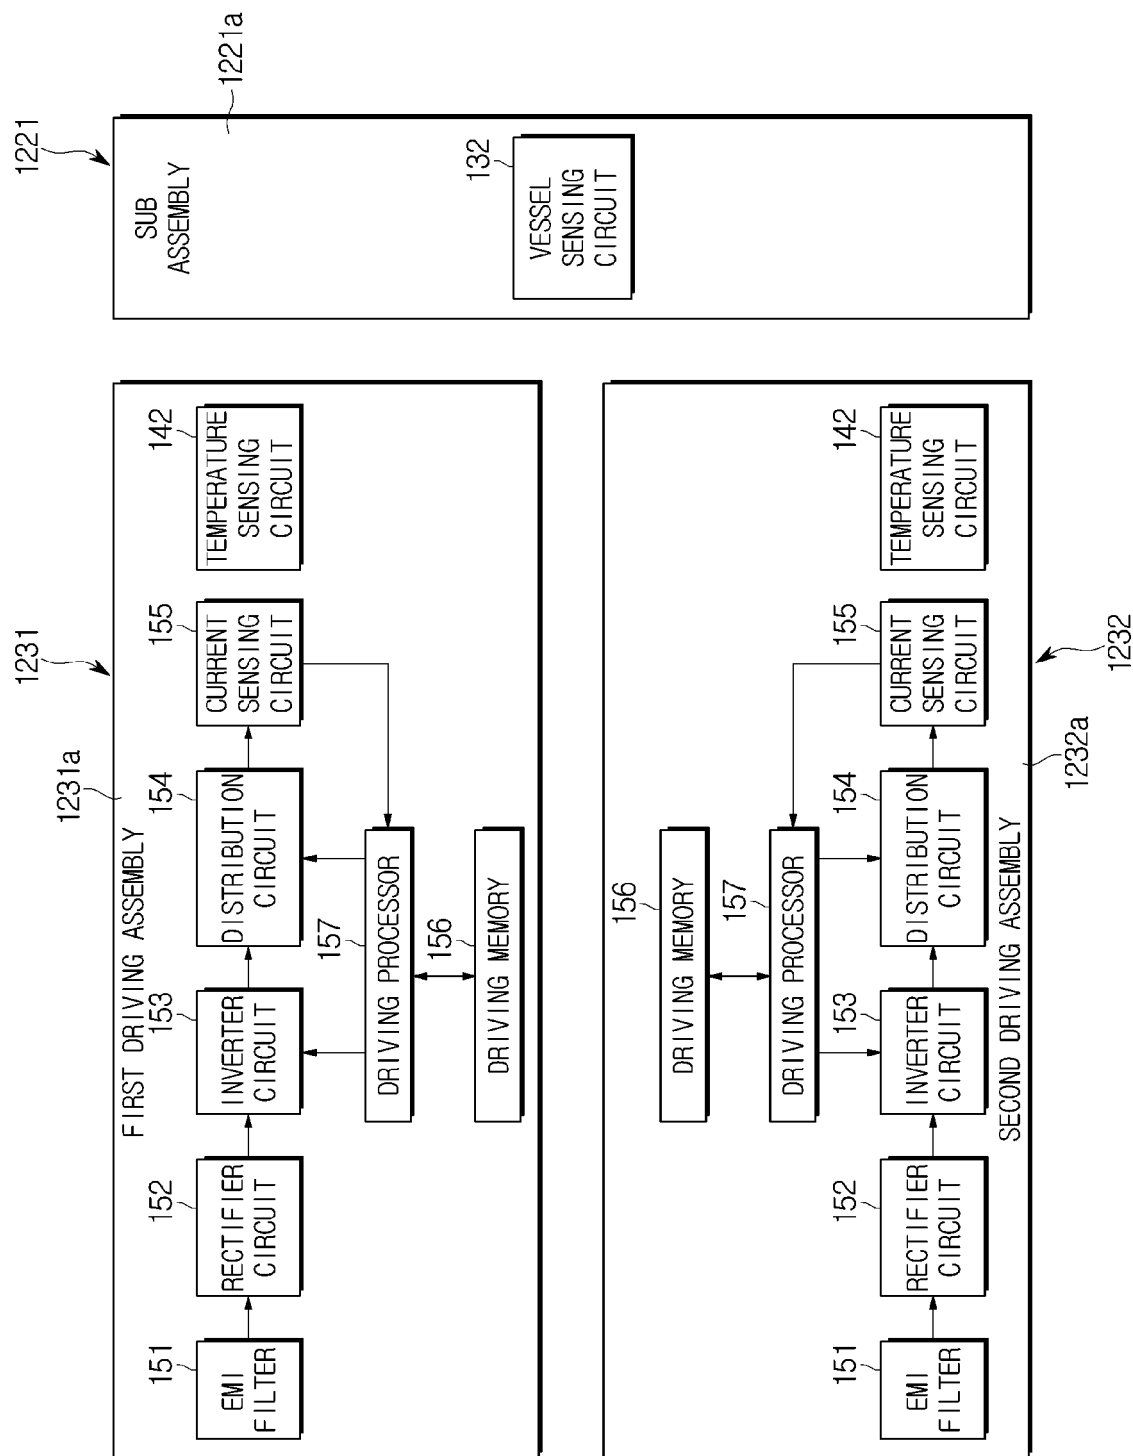 1231
1231a
FIRST DRIVING ASSEMBLY
151
EMI
FILTER
152
RECTIFIER
CIRCUIT
153
INVERTER
CIRCUIT
154
DISTRIBUTION
CIRCUIT
155
CURRENT
SENSING
CIRCUIT
142
TEMPERATURE
SENSING
CIRCUIT
157
DRIVING PROCESSOR
156
DRIVING MEMORY
1221
1221a
SUB
ASSEMBLY
132
VESSEL
SENSING
CIRCUIT
156
DRIVING MEMORY
157
DRIVING PROCESSOR
151
EMI
FILTER
152
RECTIFIER
CIRCUIT
153
INVERTER
CIRCUIT
154
DISTRIBUTION
CIRCUIT
155
CURRENT
SENSING
CIRCUIT
142
TEMPERATURE
SENSING
CIRCUIT
SECOND DRIVING ASSEMBLY
1232a
1232